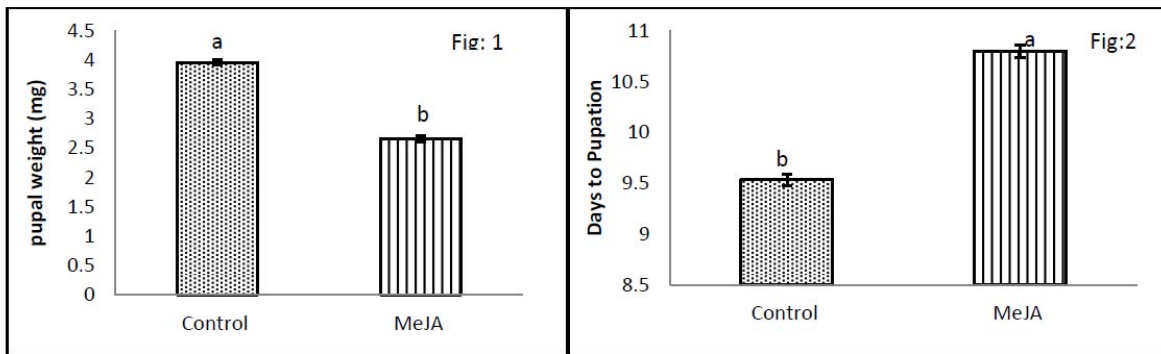 Fig: 1
pupal weight (mg)
4.5
4
3.5
3
2.5
2
1.5
1
0.5
0
a
b
Control
MeJA
Fig:2
Days to Pupation
11
10.5
10
9.5
9
8.5
b
a
Control
MeJA